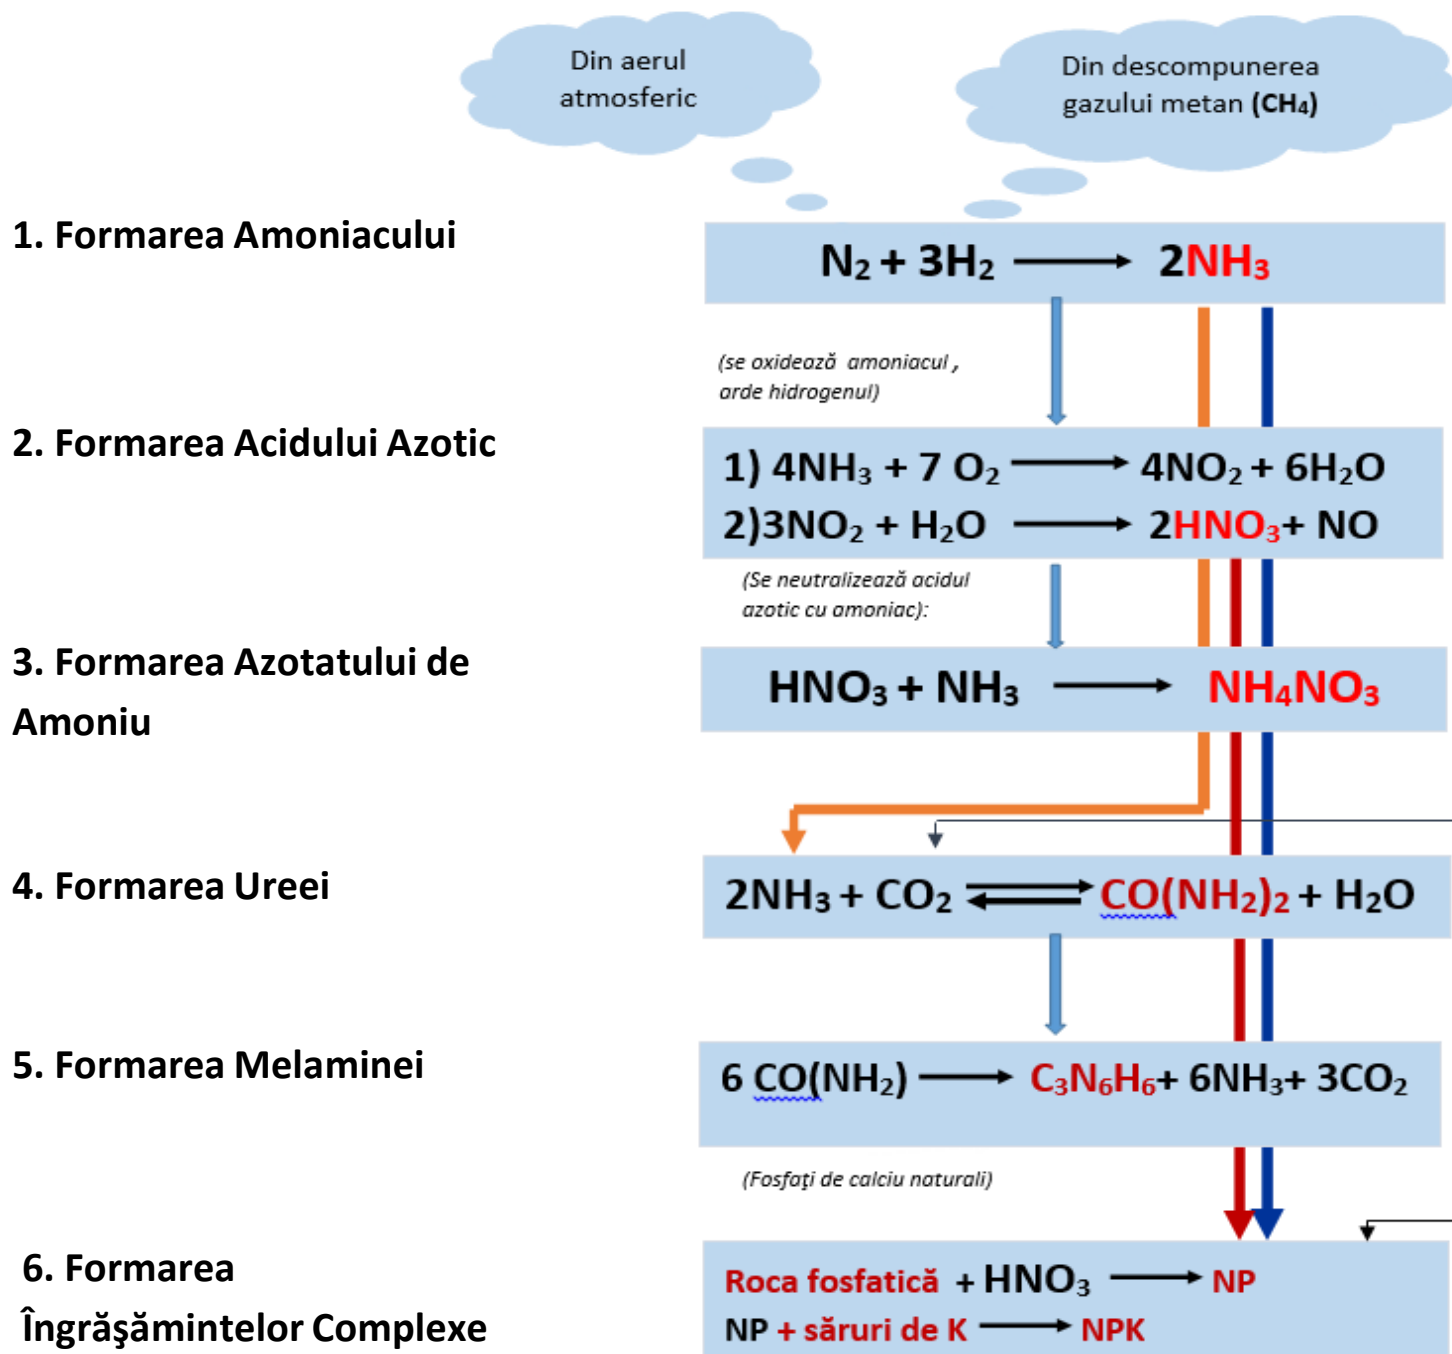 Din aerul
atmosferic
Din descompunerea
gazului metan (CH₄)
1. Formarea Amoniacului
N₂ + 3H₂ ⟶ 2NH₃
(se oxidează amoniacul ,
arde hidrogenul)
2. Formarea Acidului Azotic
1) 4NH₃ + 7 O₂ ⟶ 4NO₂ + 6H₂O
2)3NO₂ + H₂O ⟶ 2HNO₃+ NO
(Se neutralizează acidul
azotic cu amoniac):
3. Formarea Azotatului de
Amoniu
HNO₃ + NH₃ ⟶ NH₄NO₃
4. Formarea Ureei
2NH₃ + CO₂ ⇄ CO(NH₂)₂ + H₂O
5. Formarea Melaminei
6 CO(NH₂) ⟶ C₃N₆H₆+ 6NH₃+ 3CO₂
(Fosfaţi de calciu naturali)
6. Formarea
Îngrăşămintelor Complexe
Roca fosfatică + HNO₃ ⟶ NP
NP + săruri de K ⟶ NPK